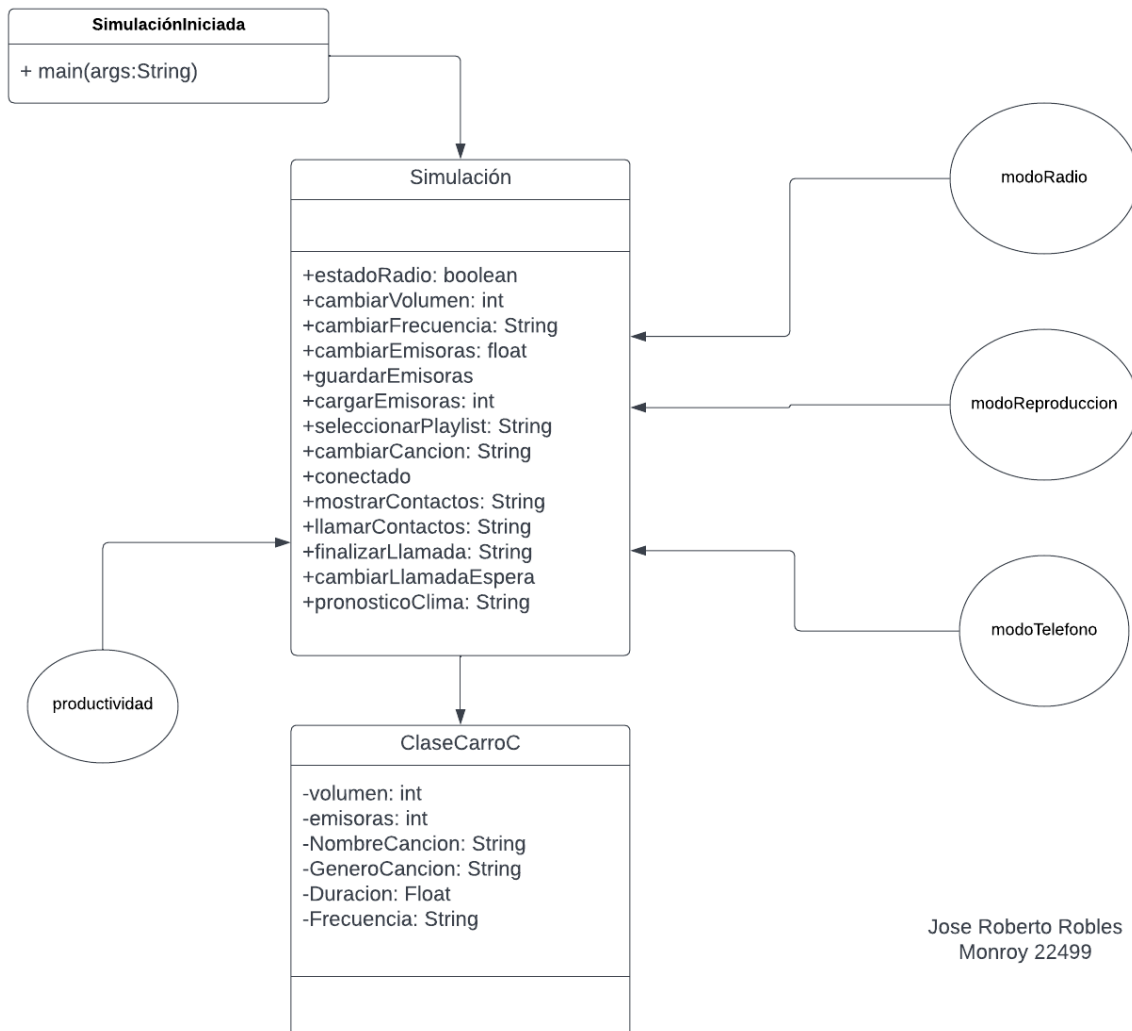 SimulaciónIniciada
+ main(args:String)
Simulación
+estadoRadio: boolean
+cambiarVolumen: int
+cambiarFrecuencia: String
+cambiarEmisoras: float
+guardarEmisoras
+cargarEmisoras: int
+seleccionarPlaylist: String
+cambiarCancion: String
+conectado
+mostrarContactos: String
+llamarContactos: String
+finalizarLlamada: String
+cambiarLlamadaEspera
+pronosticoClima: String
modoRadio
modoReproduccion
modoTelefono
productividad
ClaseCarroC
-volumen: int
-emisoras: int
-NombreCancion: String
-GeneroCancion: String
-Duracion: Float
-Frecuencia: String
Jose Roberto Robles
Monroy 22499